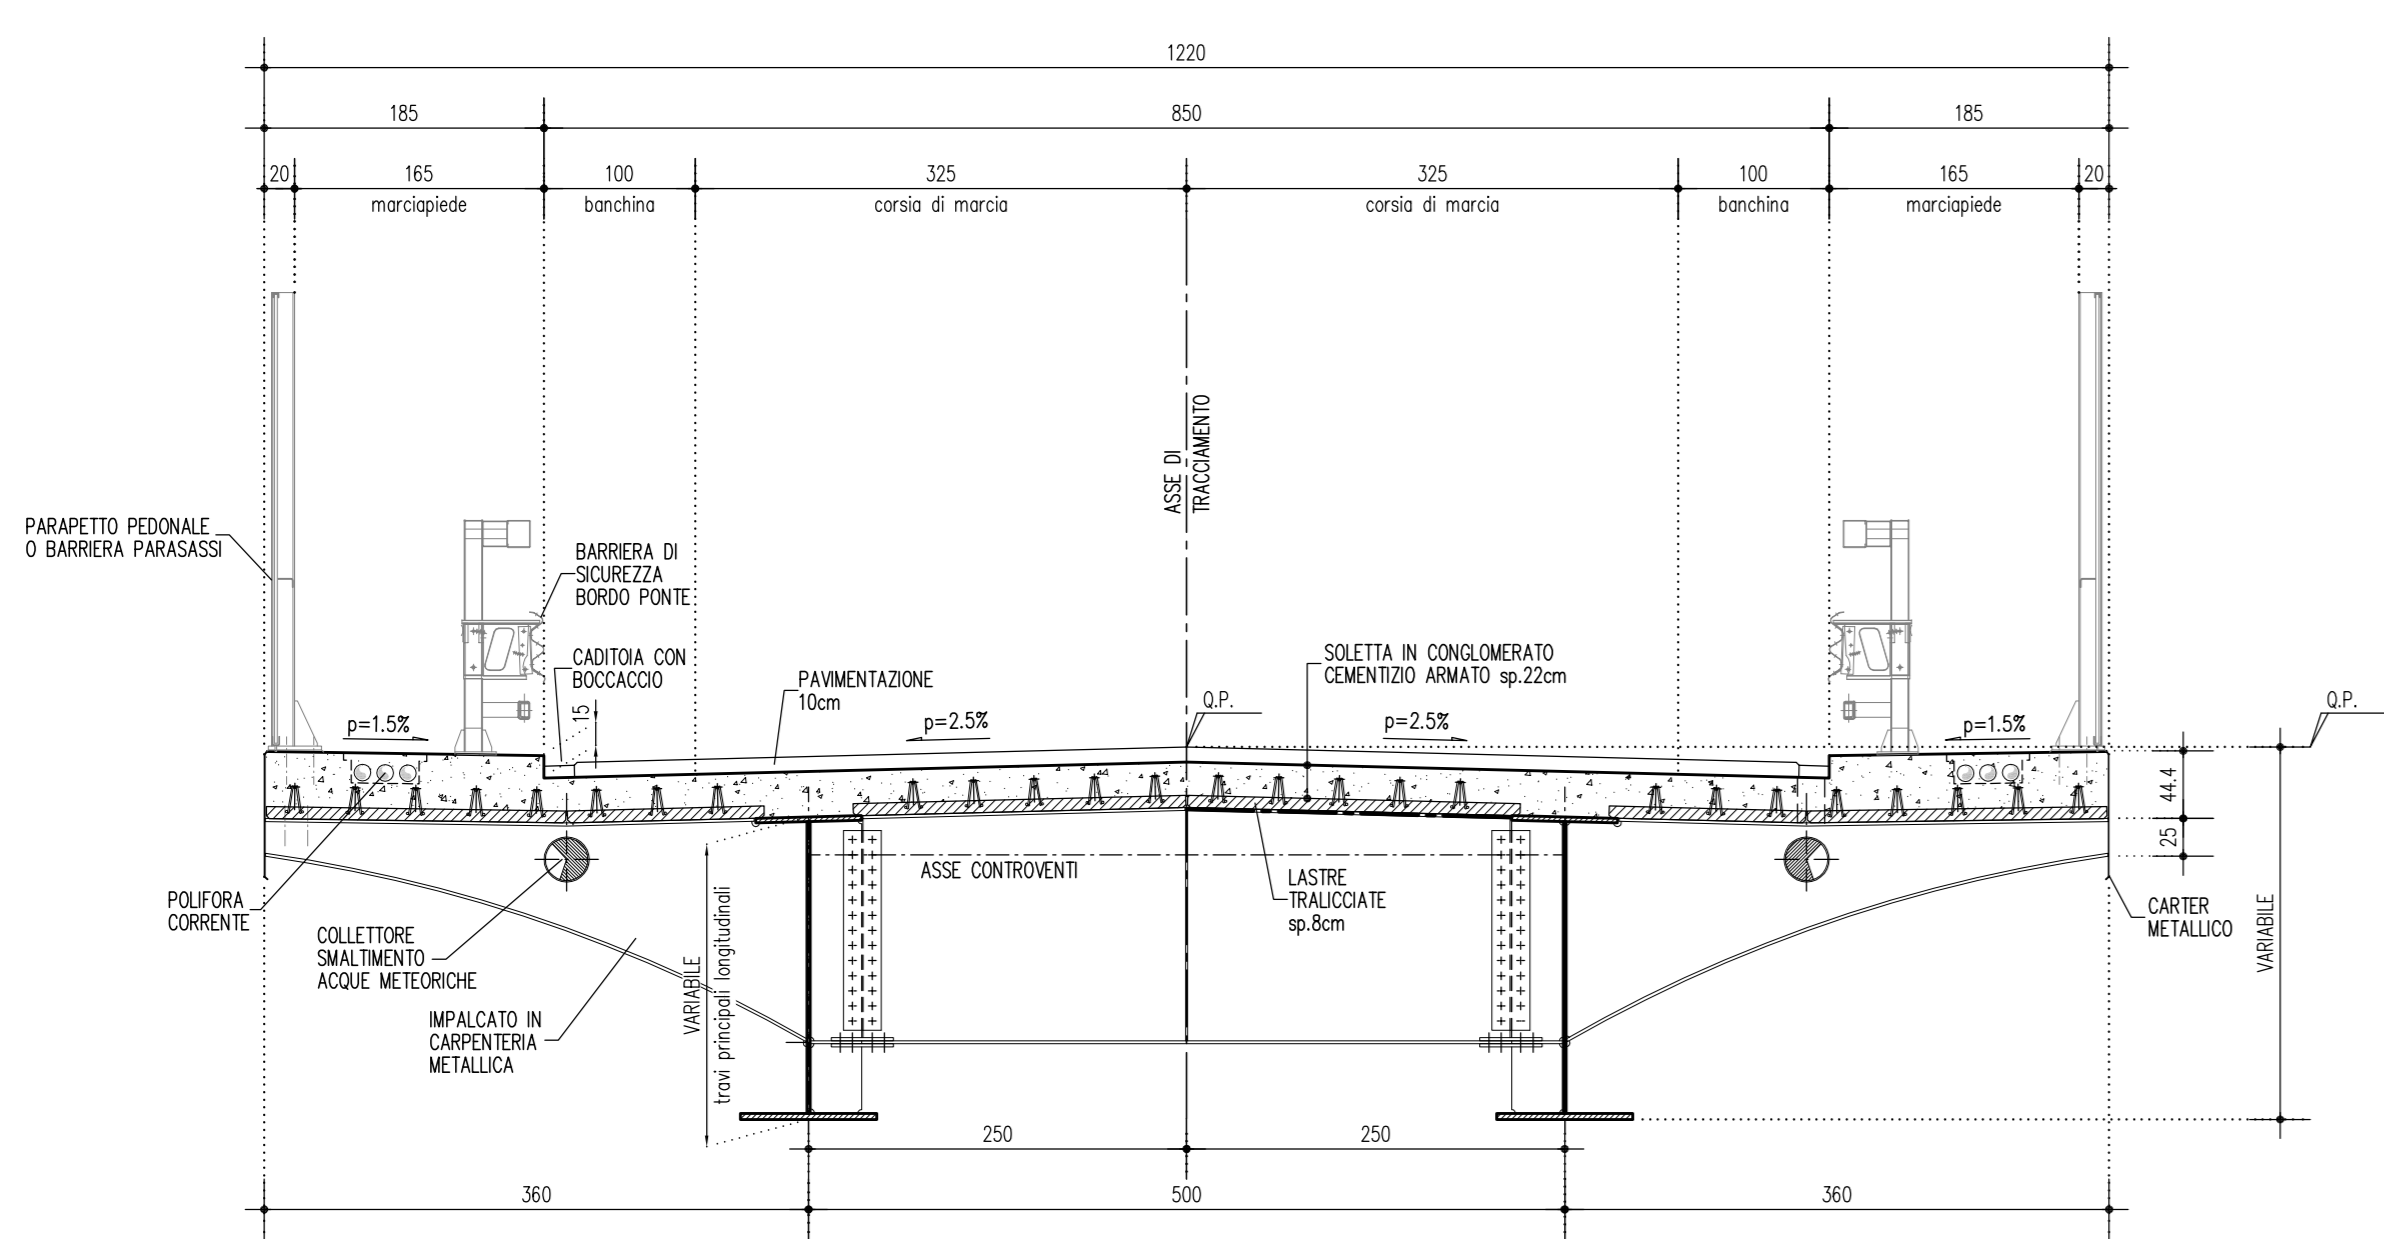 1220
185
850
185
20
165
100
325
325
100
165
20
marciapiede
banchina
corsia di marcia
corsia di marcia
banchina
marciapiede
ASSE DI
TRACCIAMENTO
PARAPETTO PEDONALE
O BARRIERA PARASASSI
BARRIERA DI
SICUREZZA
BORDO PONTE
CADITOIA CON
BOCCACCIO
15
PAVIMENTAZIONE
10cm
SOLETTA IN CONGLOMERATO
CEMENTIZIO ARMATO sp.22cm
Q.P.
Q.P.
p=1.5%
p=2.5%
p=2.5%
p=1.5%
44.4
25
ASSE CONTROVENTI
LASTRE
TRALICCIATE
sp.8cm
POLIFORA
CORRENTE
COLLETTORE
SMALTIMENTO
ACQUE METEORICHE
IMPALCATO IN
CARPENTERIA
METALLICA
VARIABILE
travi principali longitudinali
CARTER
METALLICO
VARIABILE
250
250
360
500
360